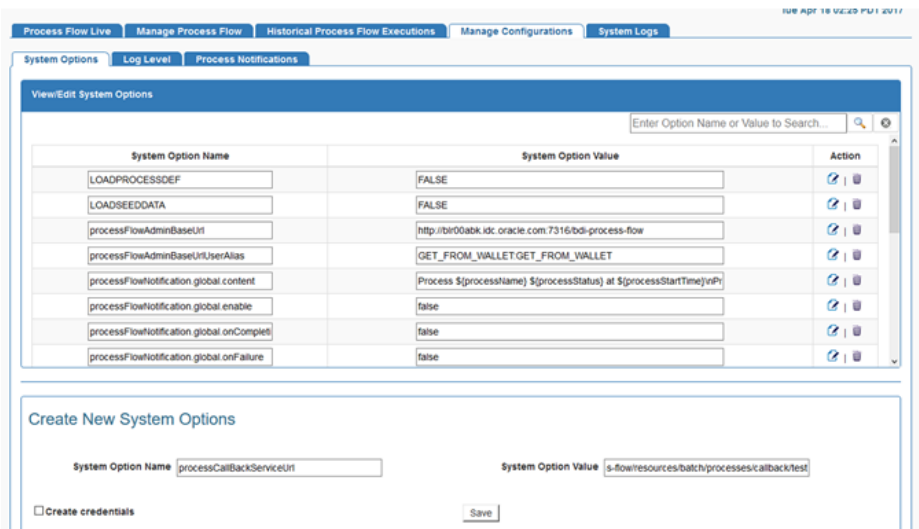 Tue Apr 18 02:25 PDT 2017
Process Flow Live Manage Process Flow Historical Process Flow Executions Manage Configurations System Logs
System Options Log Level Process Notifications
View/Edit System Options
Enter Option Name or Value to Search...
System Option Name System Option Value Action
LOADPROCESSDEF FALSE |
LOADSEEDDATA FALSE |
processFlowAdminBaseUrl http://blr00abk.idc.oracle.com:7316/bdi-process-flow |
processFlowAdminBaseUrlUserAlias GET_FROM_WALLET:GET_FROM_WALLET |
processFlowNotification.global.content Process ${processName} ${processStatus} at ${processStartTime}\nPr |
processFlowNotification.global.enable false |
processFlowNotification.global.onCompleti false |
processFlowNotification.global.onFailure false |
Create New System Options
System Option Name processCallBackServiceUrl System Option Value s-flow/resources/batch/processes/callback/test
Create credentials Save